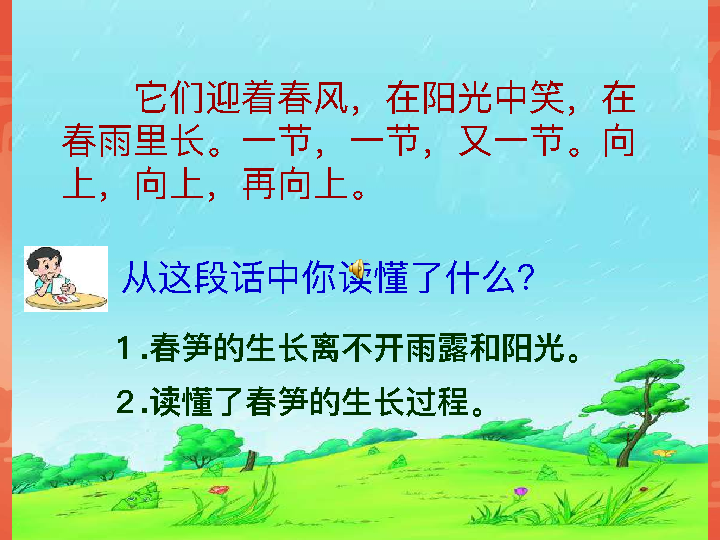 它们迎着春风，在阳光中笑，在
春雨里长。一节，一节，又一节。向
上，向上，再向上。
从这段话中你读懂了什么？
１.春笋的生长离不开雨露和阳光。
２.读懂了春笋的生长过程。